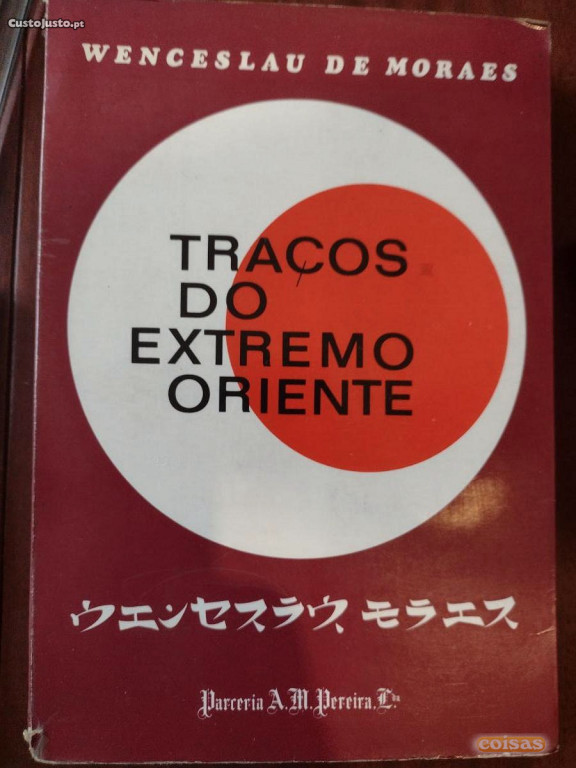 CustoJusto.pt
WENCESLAU DE MORAES
TRAÇOS
DO
EXTREMO
ORIENTE
ウエンセスラウ、モラエス
Parceria A. M. Pereira, L.da
coisas